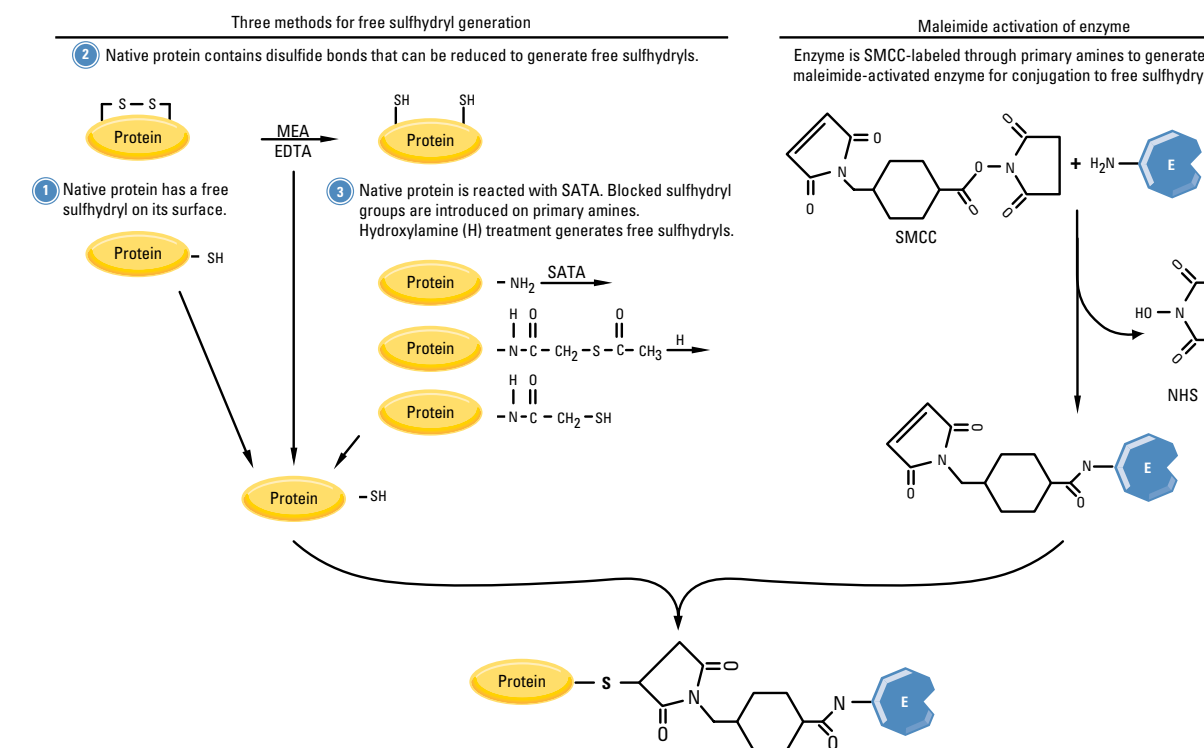 Three methods for free sulfhydryl generation
2 Native protein contains disulfide bonds that can be reduced to generate free sulfhydryls.
S – S
Protein
MEA
EDTA
SH SH
Protein
1 Native protein has a free
sulfhydryl on its surface.
Protein – SH
3 Native protein is reacted with SATA. Blocked sulfhydryl
groups are introduced on primary amines.
Hydroxylamine (H) treatment generates free sulfhydryls.
Protein – NH2 SATA
H O O
Protein – N – C – CH2 – S – C – CH3 H
H O
Protein – N – C – CH2 – SH
Protein – SH
Maleimide activation of enzyme
Enzyme is SMCC-labeled through primary amines to generate
maleimide-activated enzyme for conjugation to free sulfhydry
O
N
O
O
O
O
N
O
SMCC
+ H2N E
O
HO – N
O
NHS
O
N
O
N
O
E
Protein – S
O
N
O
N
O
E